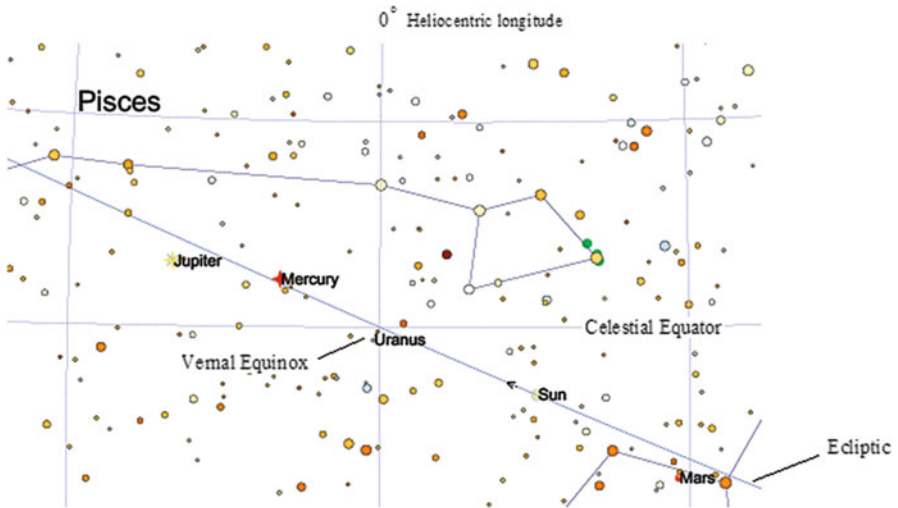 0° Heliocentric longitude
Pisces
Jupiter
Mercury
Celestial Equator
Uranus
Vernal Equinox
Sun
Ecliptic
Mars